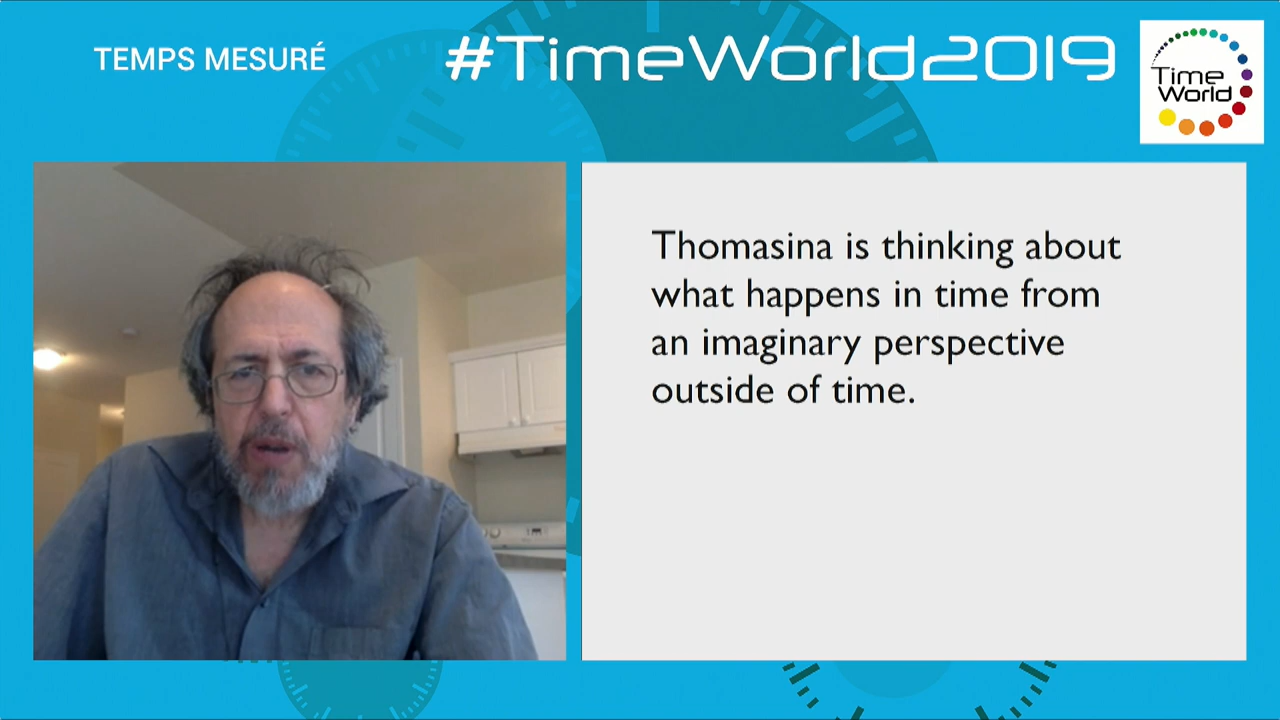 TEMPS MESURÉ
#TimeWorld2019
Time
World
Thomasina is thinking about
what happens in time from
an imaginary perspective
outside of time.